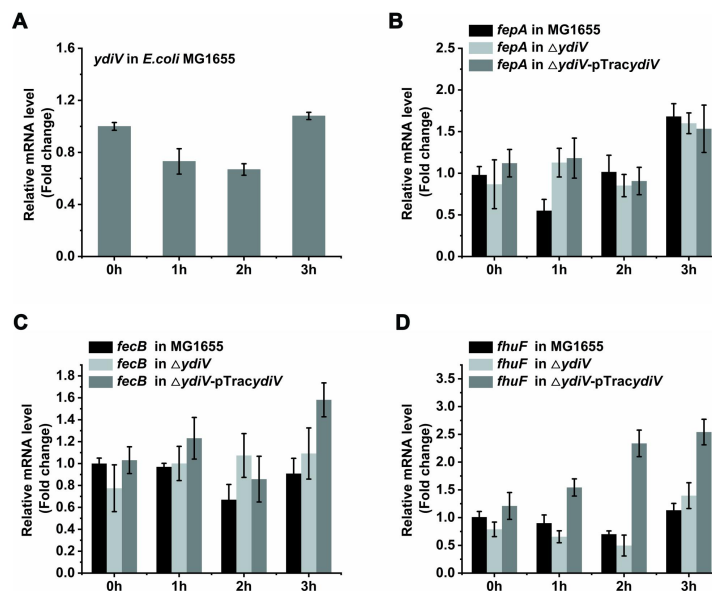 A
ydiV in E.coli MG1655
Relative mRNA level
(Fold change)
1.6
1.2
0.8
0.4
0.0
0h
1h
2h
3h
B
fepA in MG1655
fepA in △ydiV
fepA in △ydiV-pTracydiV
Relative mRNA level
(Fold change)
2.5
2.0
1.5
1.0
0.5
0.0
0h
1h
2h
3h
C
fecB in MG1655
fecB in △ydiV
fecB in △ydiV-pTracydiV
Relative mRNA level
(Fold change)
1.8
1.6
1.4
1.2
1.0
0.8
0.6
0.4
0.2
0.0
0h
1h
2h
3h
D
fhuF in MG1655
fhuF in △ydiV
fhuF in △ydiV-pTracydiV
Relative mRNA level
(Fold change)
3.5
3.0
2.5
2.0
1.5
1.0
0.5
0.0
0h
1h
2h
3h